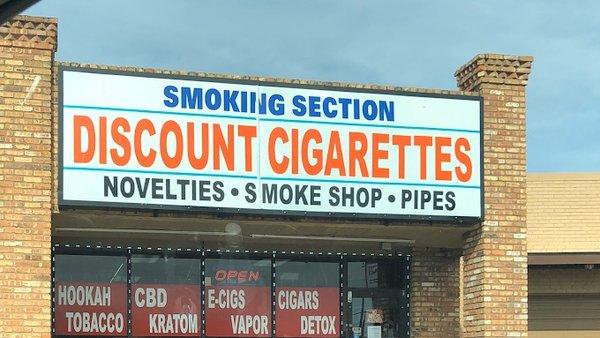 SMOKING SECTION
DISCOUNT CIGARETTES
NOVELTIES • SMOKE SHOP • PIPES
OPEN
HOOKAH
TOBACCO
CBD
KRATOM
E-CIGS
VAPOR
CIGARS
DETOX